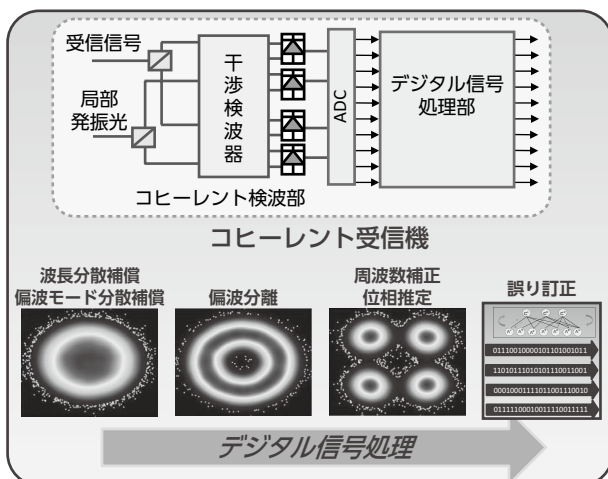 受信信号
局部
発振光
干渉検波器
ADC
デジタル信号
処理部
コヒーレント検波部
コヒーレント受信機
波長分散補償
偏波モード分散補償
偏波分離
周波数補正
位相推定
誤り訂正
01110010000101101001011
11010111010101110011001
00010001111011001110010
01111100010011110011111
デジタル信号処理